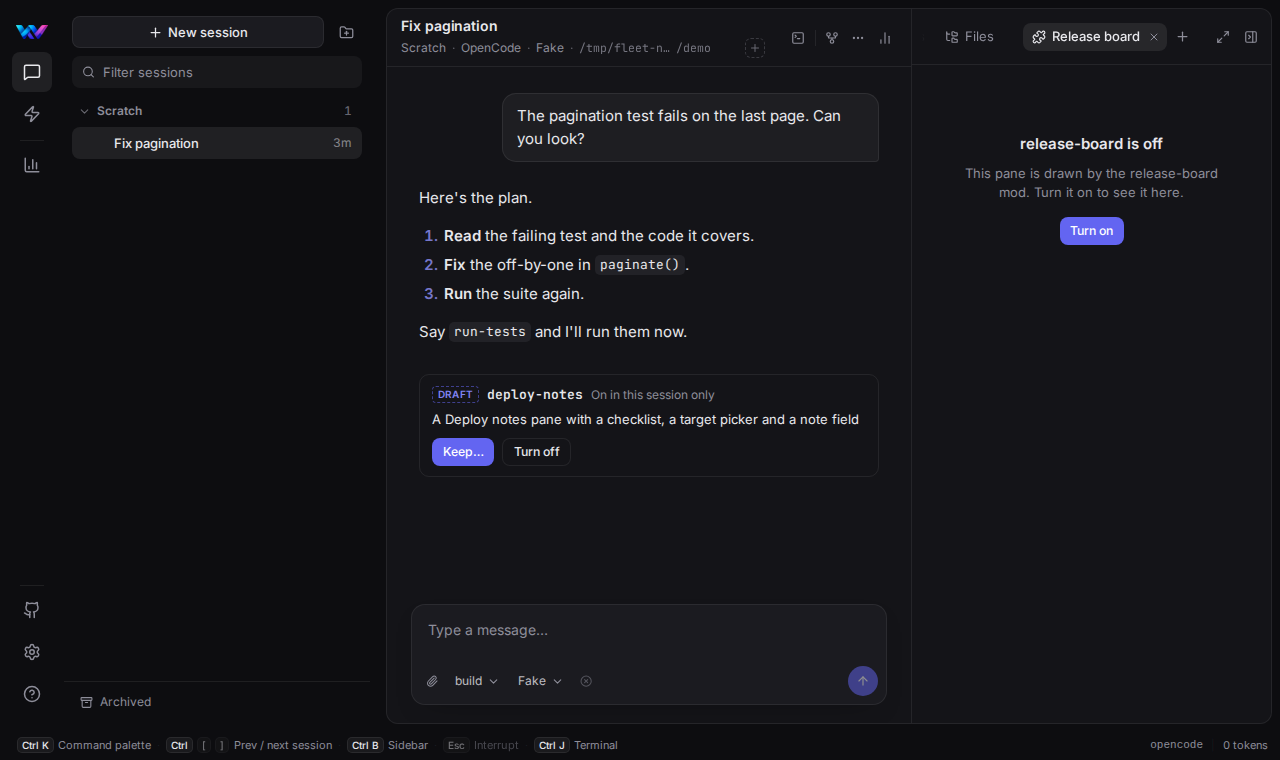 New session
Filter sessions
Scratch 1
Fix pagination 3m
Archived
Fix pagination
Scratch · OpenCode · Fake · /tmp/fleet-n… /demo
The pagination test fails on the last page. Can
you look?
Here's the plan.
1. Read the failing test and the code it covers.
2. Fix the off-by-one in paginate().
3. Run the suite again.
Say run-tests and I'll run them now.
DRAFT deploy-notes On in this session only
A Deploy notes pane with a checklist, a target picker and a note field
Keep… Turn off
Type a message…
build Fake
Files Release board
release-board is off
This pane is drawn by the release-board
mod. Turn it on to see it here.
Turn on
Ctrl K Command palette Ctrl [ ] Prev / next session Ctrl B Sidebar Esc Interrupt Ctrl J Terminal opencode 0 tokens